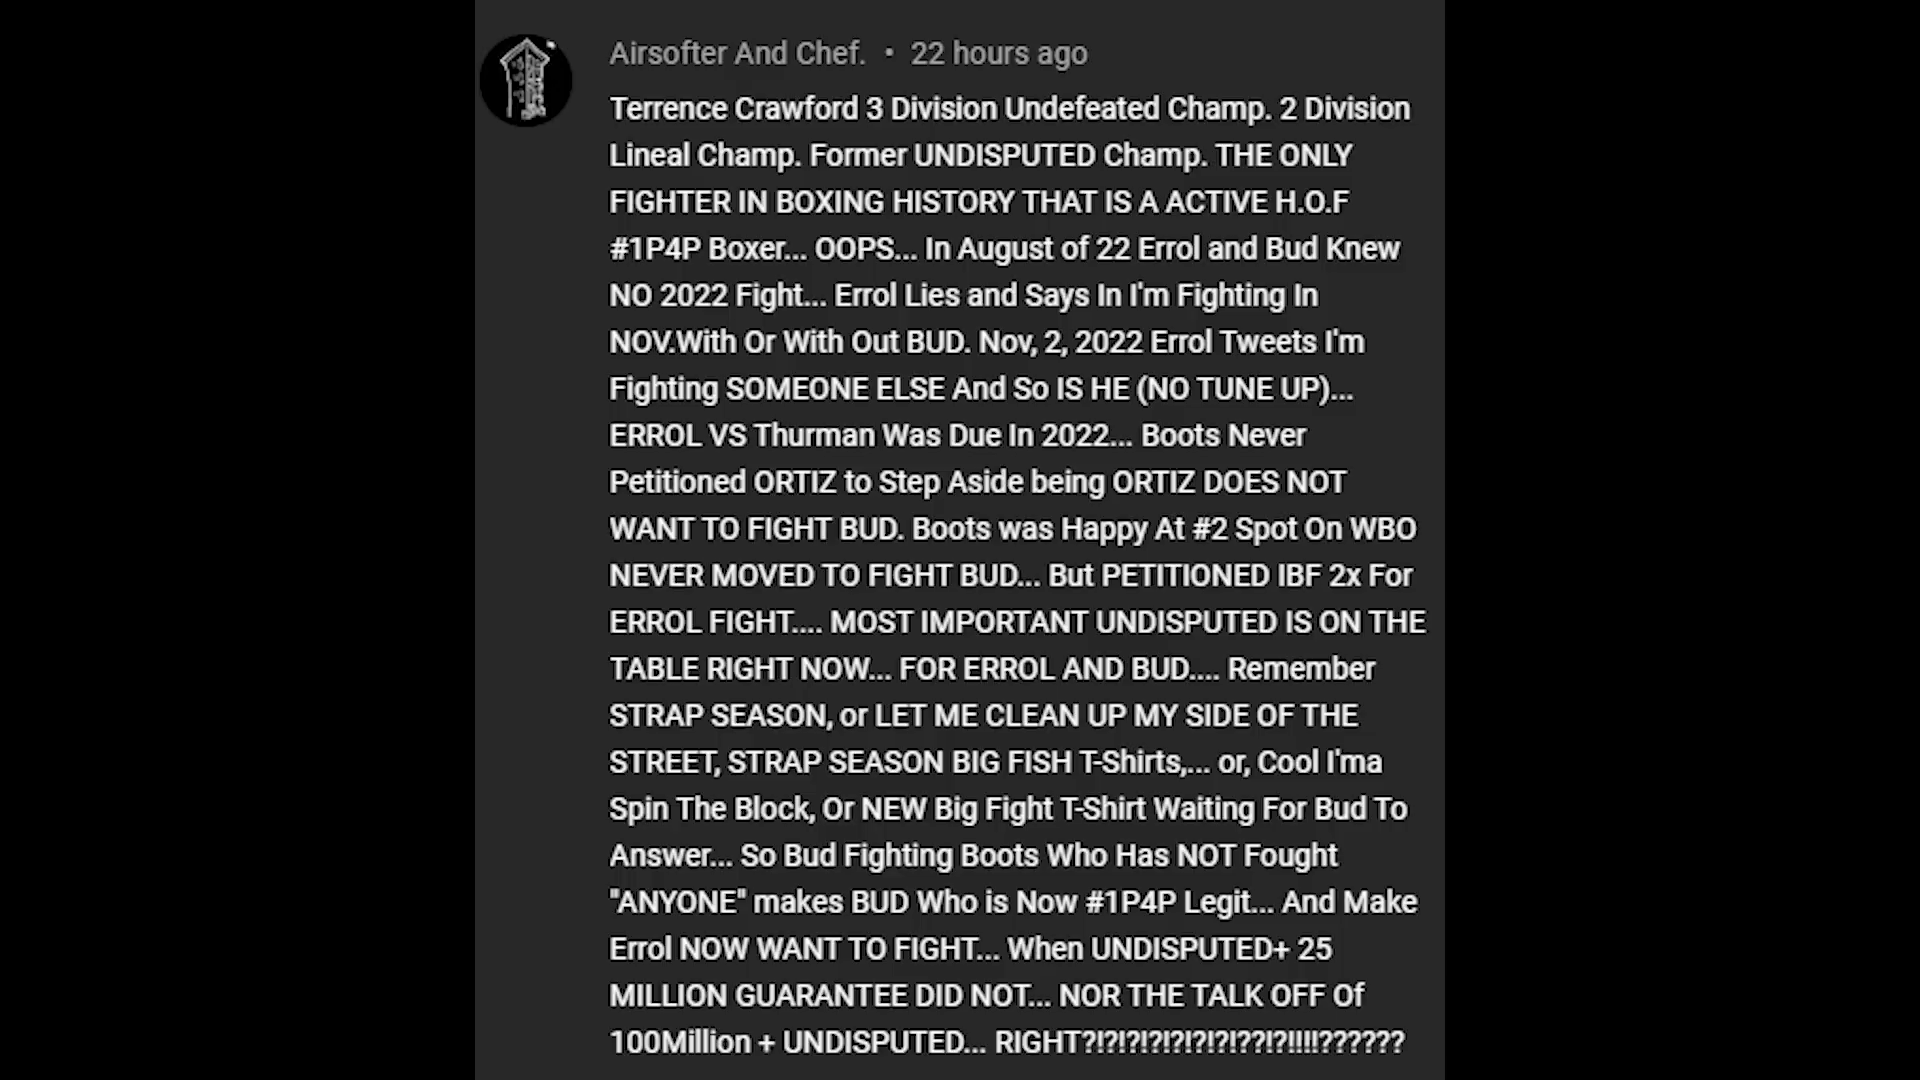 Airsofter And Chef. • 22 hours ago
Terrence Crawford 3 Division Undefeated Champ. 2 Division
Lineal Champ. Former UNDISPUTED Champ. THE ONLY
FIGHTER IN BOXING HISTORY THAT IS A ACTIVE H.O.F
#1P4P Boxer... OOPS... In August of 22 Errol and Bud Knew
NO 2022 Fight... Errol Lies and Says In I'm Fighting In
NOV.With Or With Out BUD. Nov, 2, 2022 Errol Tweets I'm
Fighting SOMEONE ELSE And So IS HE (NO TUNE UP)...
ERROL VS Thurman Was Due In 2022... Boots Never
Petitioned ORTIZ to Step Aside being ORTIZ DOES NOT
WANT TO FIGHT BUD. Boots was Happy At #2 Spot On WBO
NEVER MOVED TO FIGHT BUD... But PETITIONED IBF 2x For
ERROL FIGHT.... MOST IMPORTANT UNDISPUTED IS ON THE
TABLE RIGHT NOW... FOR ERROL AND BUD.... Remember
STRAP SEASON, or LET ME CLEAN UP MY SIDE OF THE
STREET, STRAP SEASON BIG FISH T-Shirts,... or, Cool I'ma
Spin The Block, Or NEW Big Fight T-Shirt Waiting For Bud To
Answer... So Bud Fighting Boots Who Has NOT Fought
"ANYONE" makes BUD Who is Now #1P4P Legit... And Make
Errol NOW WANT TO FIGHT... When UNDISPUTED+ 25
MILLION GUARANTEE DID NOT... NOR THE TALK OFF Of
100Million + UNDISPUTED... RIGHT?!?!?!?!?!?!?!??!?!!!!??????